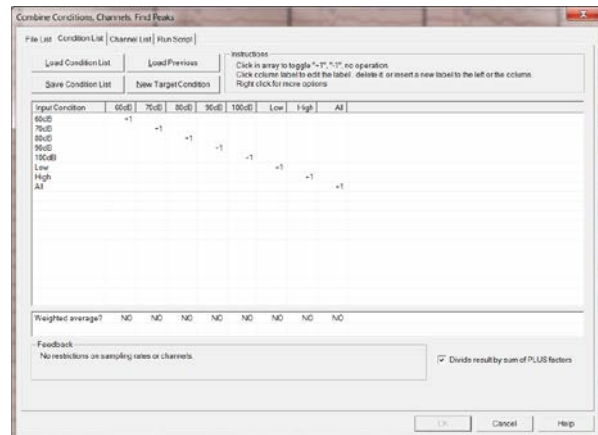 Combine Conditions, Channels, Find Peaks
File List Condition List Channel List Run Script
Load Condition List Load Previous
Save Condition List New Target Condition
Instructions
Click in array to toggle "+1", "-1", no operation.
Click column label to edit the label, delete it or insert a new label to the left or the column.
Right click for more options
Input Condition 60dB 70dB 80dB 90dB 100dB Low High All
60dB +1
70dB +1
80dB +1
90dB +1
100dB +1
Low +1
High +1
All +1
Weighted average? NO NO NO NO NO NO NO NO
Feedback
No restrictions on sampling rates or channels.
Divide result by sum of PLUS factors
OK Cancel Help